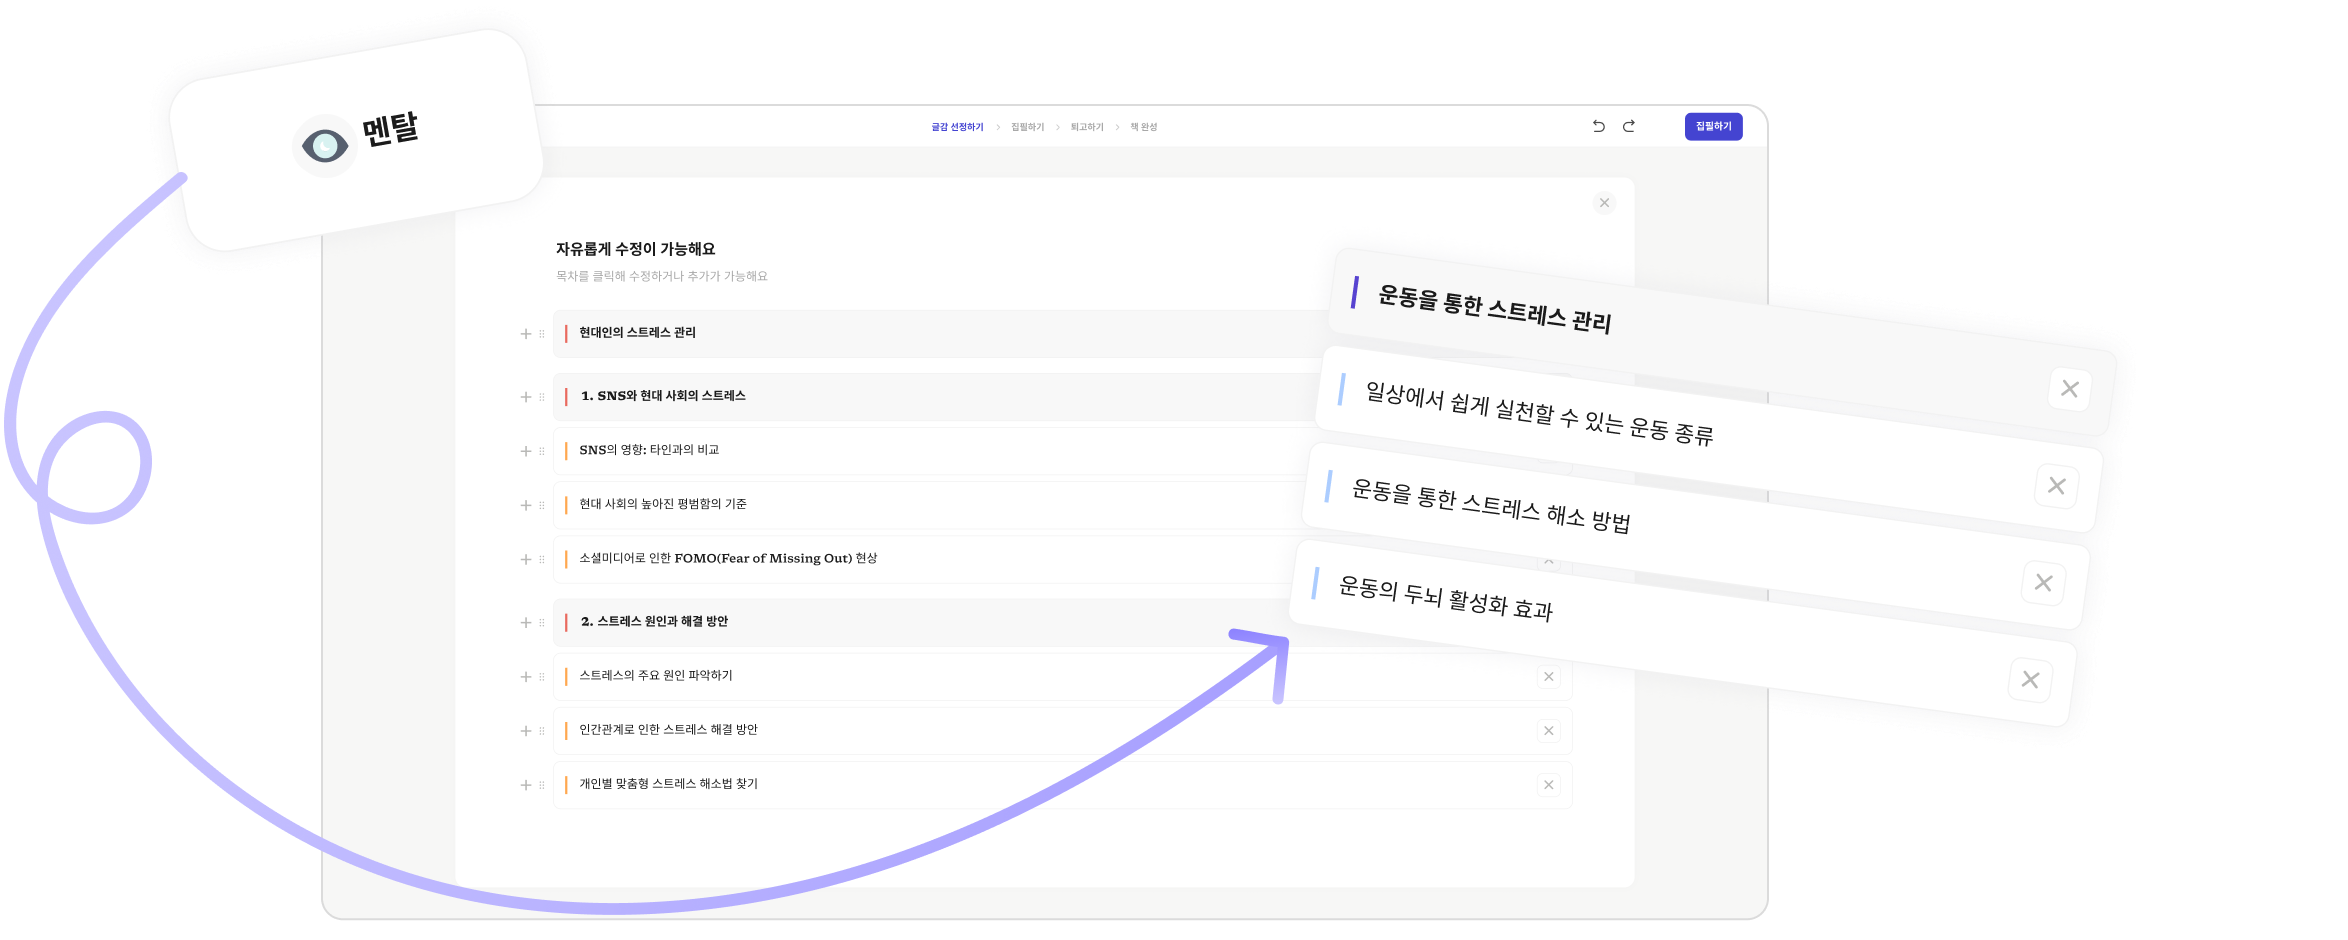 멘탈
글감 선정하기 > 집필하기 > 퇴고하기 > 책 완성
집필하기
자유롭게 수정이 가능해요
목차를 클릭해 수정하거나 추가가 가능해요
현대인의 스트레스 관리
1. SNS와 현대 사회의 스트레스
SNS의 영향: 타인과의 비교
현대 사회의 높아진 평범함의 기준
소셜미디어로 인한 FOMO(Fear of Missing Out) 현상
2. 스트레스 원인과 해결 방안
스트레스의 주요 원인 파악하기
인간관계로 인한 스트레스 해결 방안
개인별 맞춤형 스트레스 해소법 찾기
운동을 통한 스트레스 관리
일상에서 쉽게 실천할 수 있는 운동 종류
운동을 통한 스트레스 해소 방법
운동의 두뇌 활성화 효과